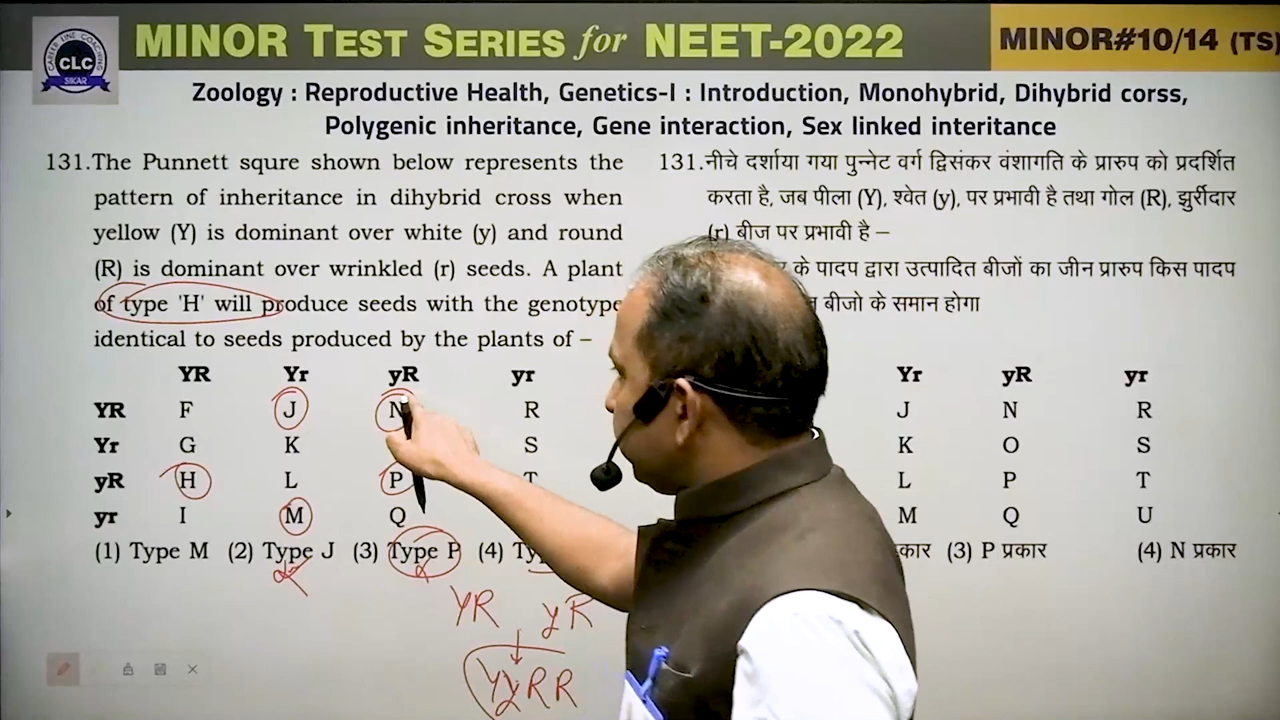 CAREER LINE COACHING
CLC
SIKAR
MINOR TEST SERIES for NEET-2022
MINOR#10/14 (TS)
Zoology : Reproductive Health, Genetics-I : Introduction, Monohybrid, Dihybrid corss,
Polygenic inheritance, Gene interaction, Sex linked interitance
131.The Punnett squre shown below represents the
pattern of inheritance in dihybrid cross when
yellow (Y) is dominant over white (y) and round
(R) is dominant over wrinkled (r) seeds. A plant
of type 'H' will produce seeds with the genotype
identical to seeds produced by the plants of –
YR Yr yR yr
YR F J N R
Yr G K S
yR H L P T
yr I M Q
(1) Type M (2) Type J (3) Type P (4)
YR yR
YyRR
131.नीचे दर्शाया गया पुन्नेट वर्ग द्विसंकर वंशागति के प्रारुप को प्रदर्शित
करता है, जब पीला (Y), श्वेत (y), पर प्रभावी है तथा गोल (R), झुर्रीदार
(r) बीज पर प्रभावी है –
के पादप द्वारा उत्पादित बीजों का जीन प्रारुप किस पादप
बीजो के समान होगा
Yr yR yr
J N R
K O S
L P T
M Q U
(3) P प्रकार (4) N प्रकार